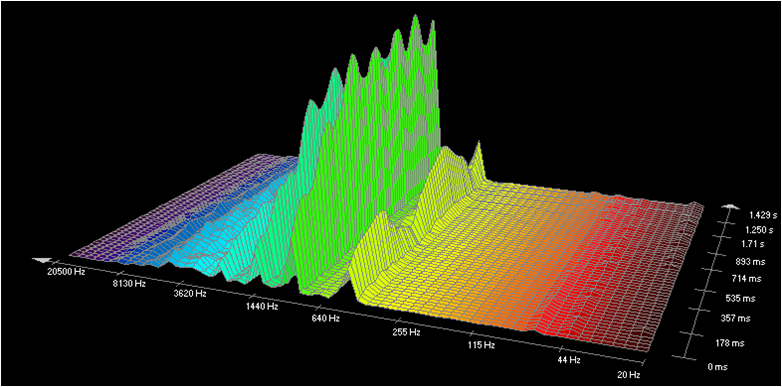 1.429 s
1.250 s
1.71 s
893 ms
714 ms
535 ms
357 ms
178 ms
0 ms
20500 Hz
8130 Hz
3620 Hz
1440 Hz
640 Hz
255 Hz
115 Hz
44 Hz
20 Hz